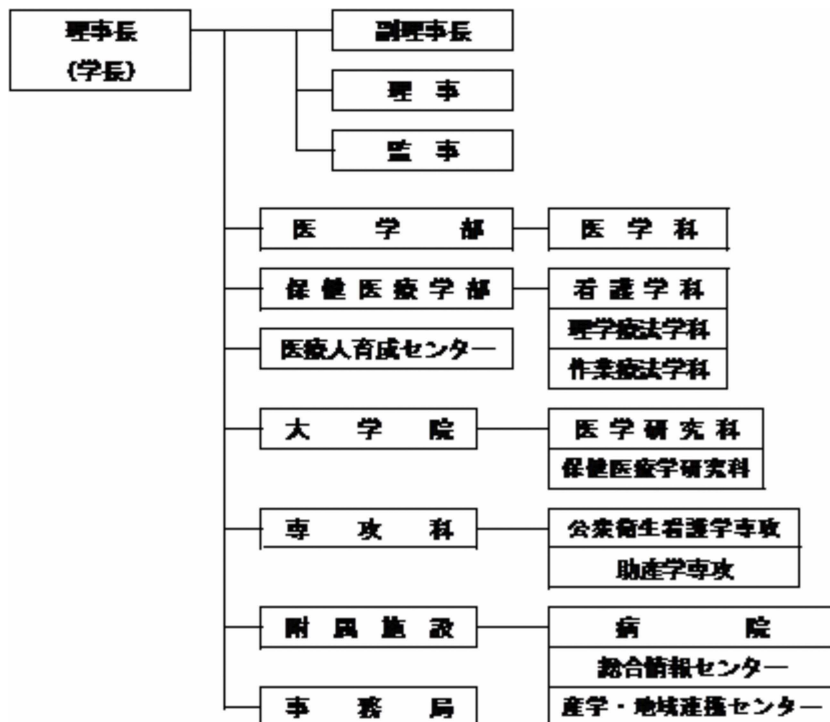 理事長
(学長)
副理事長
理事
監事
医学部
医学科
保健医療学部
看護学科
理学療法学科
医療人育成センター
作業療法学科
大学院
医学研究科
保健医療学研究科
専攻科
公衆衛生看護学専攻
助産学専攻
附属施設
病院
総合情報センター
事務局
産学・地域連携センター